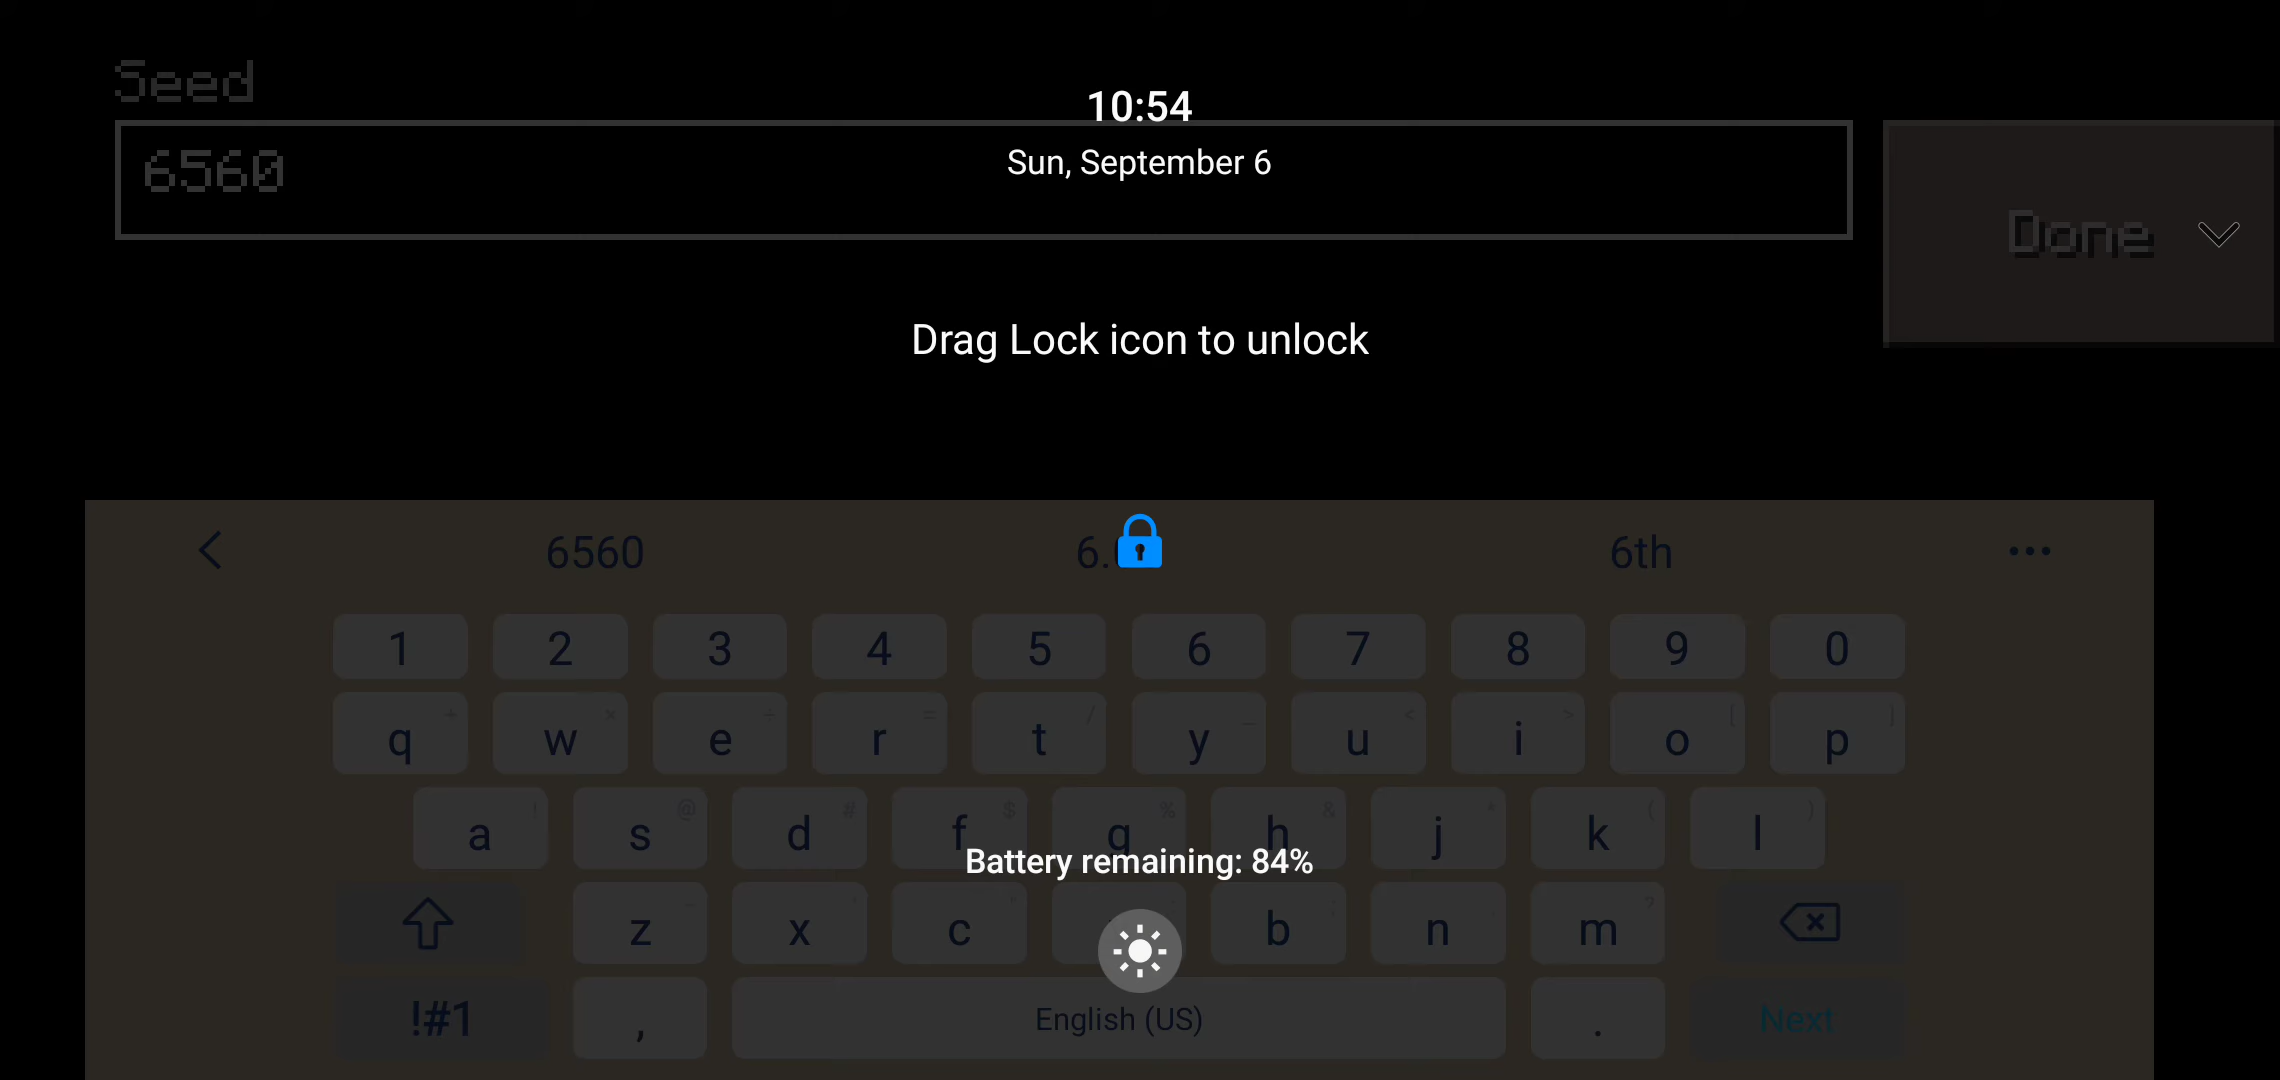 Seed
10:54
6560
Sun, September 6
Done
Drag Lock icon to unlock
6560 6. 6th ...
1 2 3 4 5 6 7 8 9 0
q w e r t y u i o p
a s d f g h j k l
Battery remaining: 84%
z x c b n m
!#1 , English (US) . Next